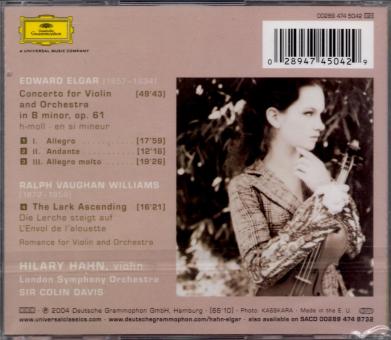 Deutsche
Grammophon
A UNIVERSAL MUSIC COMPANY
00289 474 5042
0 28947 45042 9
EDWARD ELGAR (1857–1934)
Concerto for Violin [49'43]
and Orchestra
in B minor, op. 61
h-moll · en si mineur
1 I. Allegro [17'59]
2 II. Andante [12'16]
3 III. Allegro molto [19'26]
RALPH VAUGHAN WILLIAMS
(1872–1958)
4 The Lark Ascending [16'21]
Die Lerche steigt auf
L'Envol de l'alouette
Romance for Violin and Orchestra
HILARY HAHN, violin
London Symphony Orchestra
SIR COLIN DAVIS
℗ 2004 Deutsche Grammophon GmbH, Hamburg · Photo: KASSKARA · Made in the E. U.
www.universalclassics.com · www.deutschegrammophon.com/hahn-elgar · also available on SACD 00289 474 8732